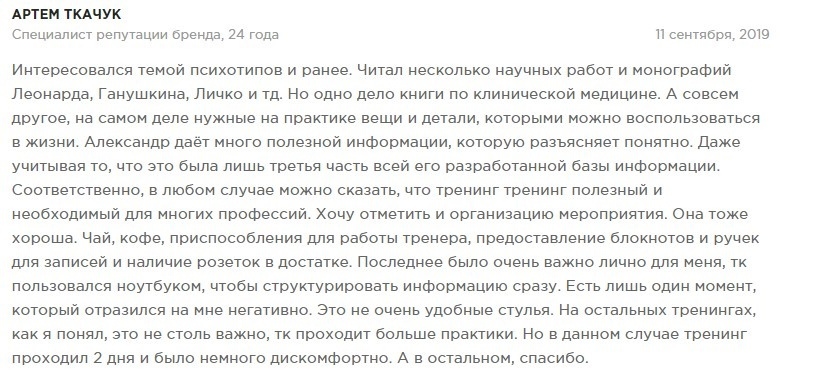 АРТЕМ ТКАЧУК
Специалист репутации бренда, 24 года
11 сентября, 2019
Интересовался темой психотипов и ранее. Читал несколько научных работ и монографий
Леонарда, Ганушкина, Личко и тд. Но одно дело книги по клинической медицине. А совсем
другое, на самом деле нужные на практике вещи и детали, которыми можно воспользоваться
в жизни. Александр даёт много полезной информации, которую разъясняет понятно. Даже
учитывая то, что это была лишь третья часть всей его разработанной базы информации.
Соответственно, в любом случае можно сказать, что тренинг тренинг полезный и
необходимый для многих профессий. Хочу отметить и организацию мероприятия. Она тоже
хороша. Чай, кофе, приспособления для работы тренера, предоставление блокнотов и ручек
для записей и наличие розеток в достатке. Последнее было очень важно лично для меня, тк
пользовался ноутбуком, чтобы структурировать информацию сразу. Есть лишь один момент,
который отразился на мне негативно. Это не очень удобные стулья. На остальных тренингах,
как я понял, это не столь важно, тк проходит больше практики. Но в данном случае тренинг
проходил 2 дня и было немного дискомфортно. А в остальном, спасибо.